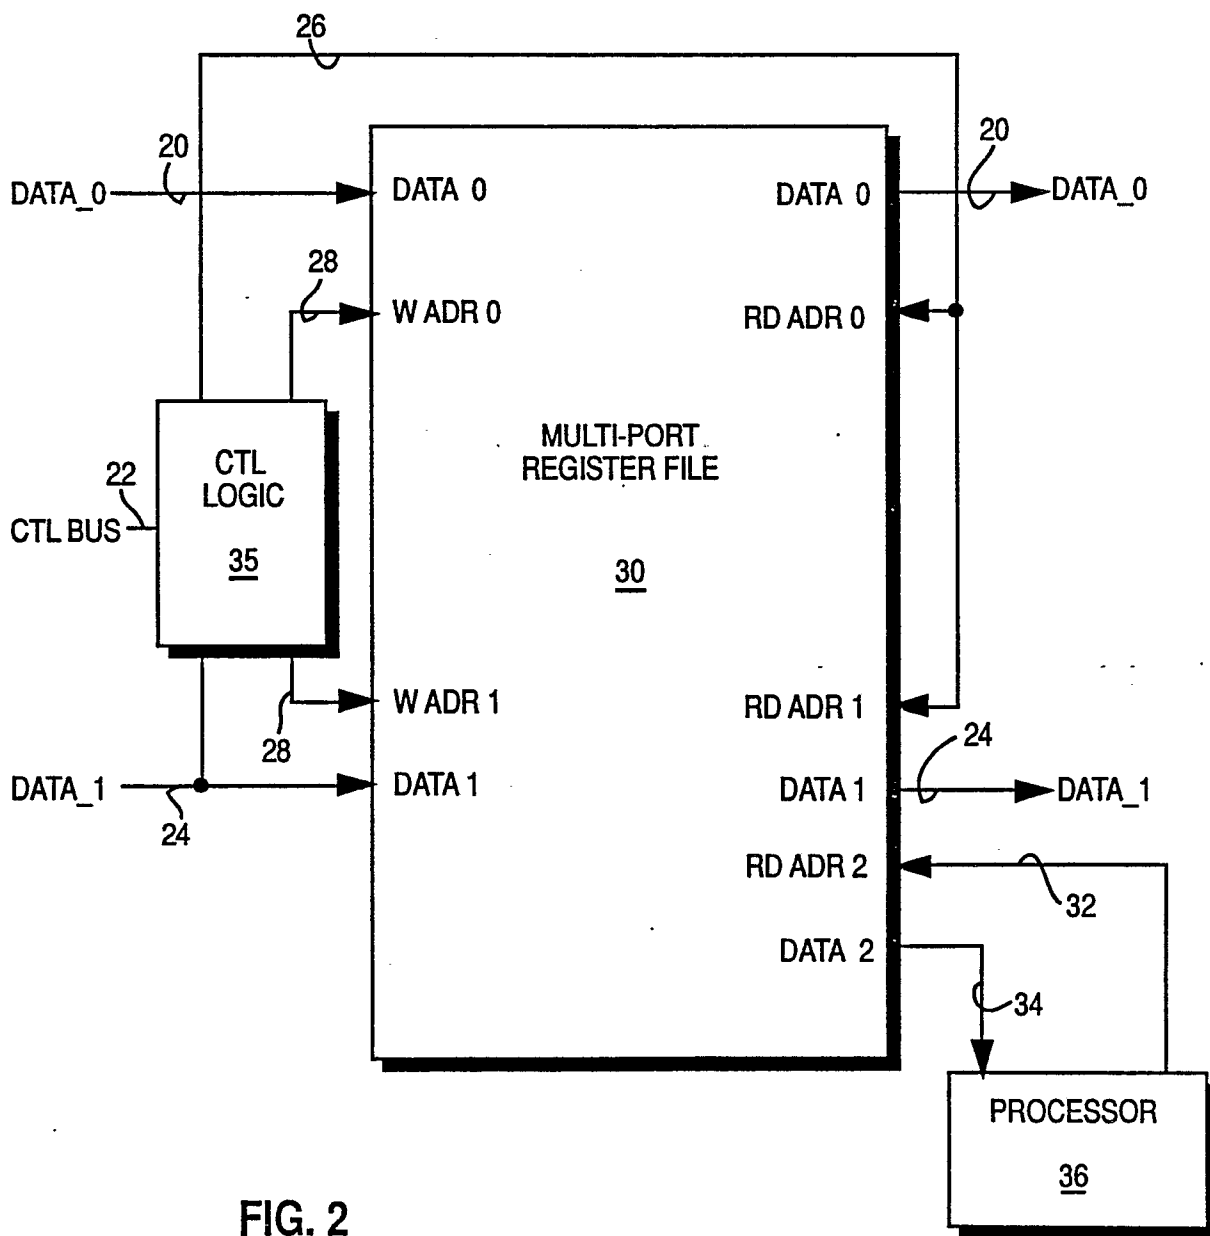 26
20
20
DATA_0
DATA 0
DATA 0
DATA_0
28
W ADR 0
RD ADR 0
MULTI-PORT
REGISTER FILE
30
CTL
LOGIC
35
22
CTL BUS
W ADR 1
RD ADR 1
28
24
DATA_1
DATA 1
DATA 1
DATA_1
24
RD ADR 2
32
DATA 2
34
PROCESSOR
36
FIG. 2